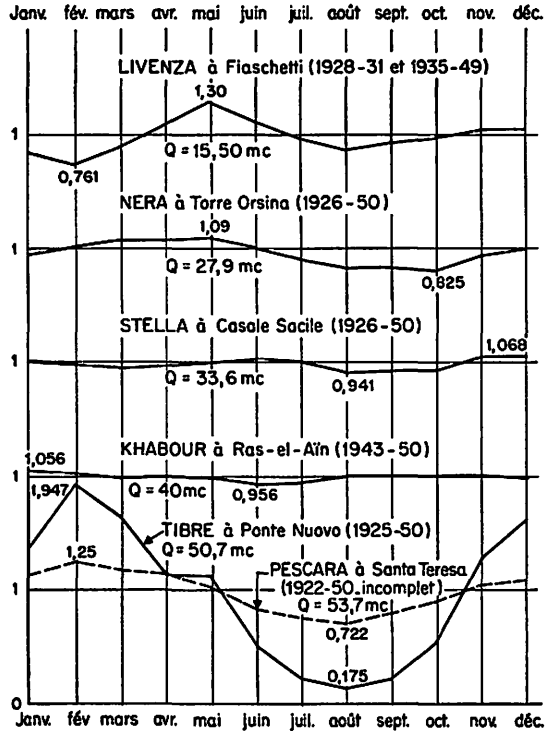 Janv. fév. mars avr. mai juin juil. août sept. oct. nov. déc.
LIVENZA à Fiaschetti (1928-31 et 1935-49)
1,30
1
Q = 15,50 mc
0,761
NERA à Torre Orsina (1926-50)
1,09
1
Q = 27,9 mc
0,825
STELLA à Casale Sacile (1926-50)
1,068
1
Q = 33,6 mc
0,941
KHABOUR à Ras-el-Aïn (1943-50)
1,056
1
1,947
Q = 40mc
0,956
TIBRE à Ponte Nuovo (1925-50)
Q = 50,7 mc
1,25
PESCARA à Santa Teresa
(1922-50.incomplet)
1
Q = 53,7mc
0,722
0,175
0
Janv. fév mars avr. mai juin juil. août sept. oct. nov. déc.